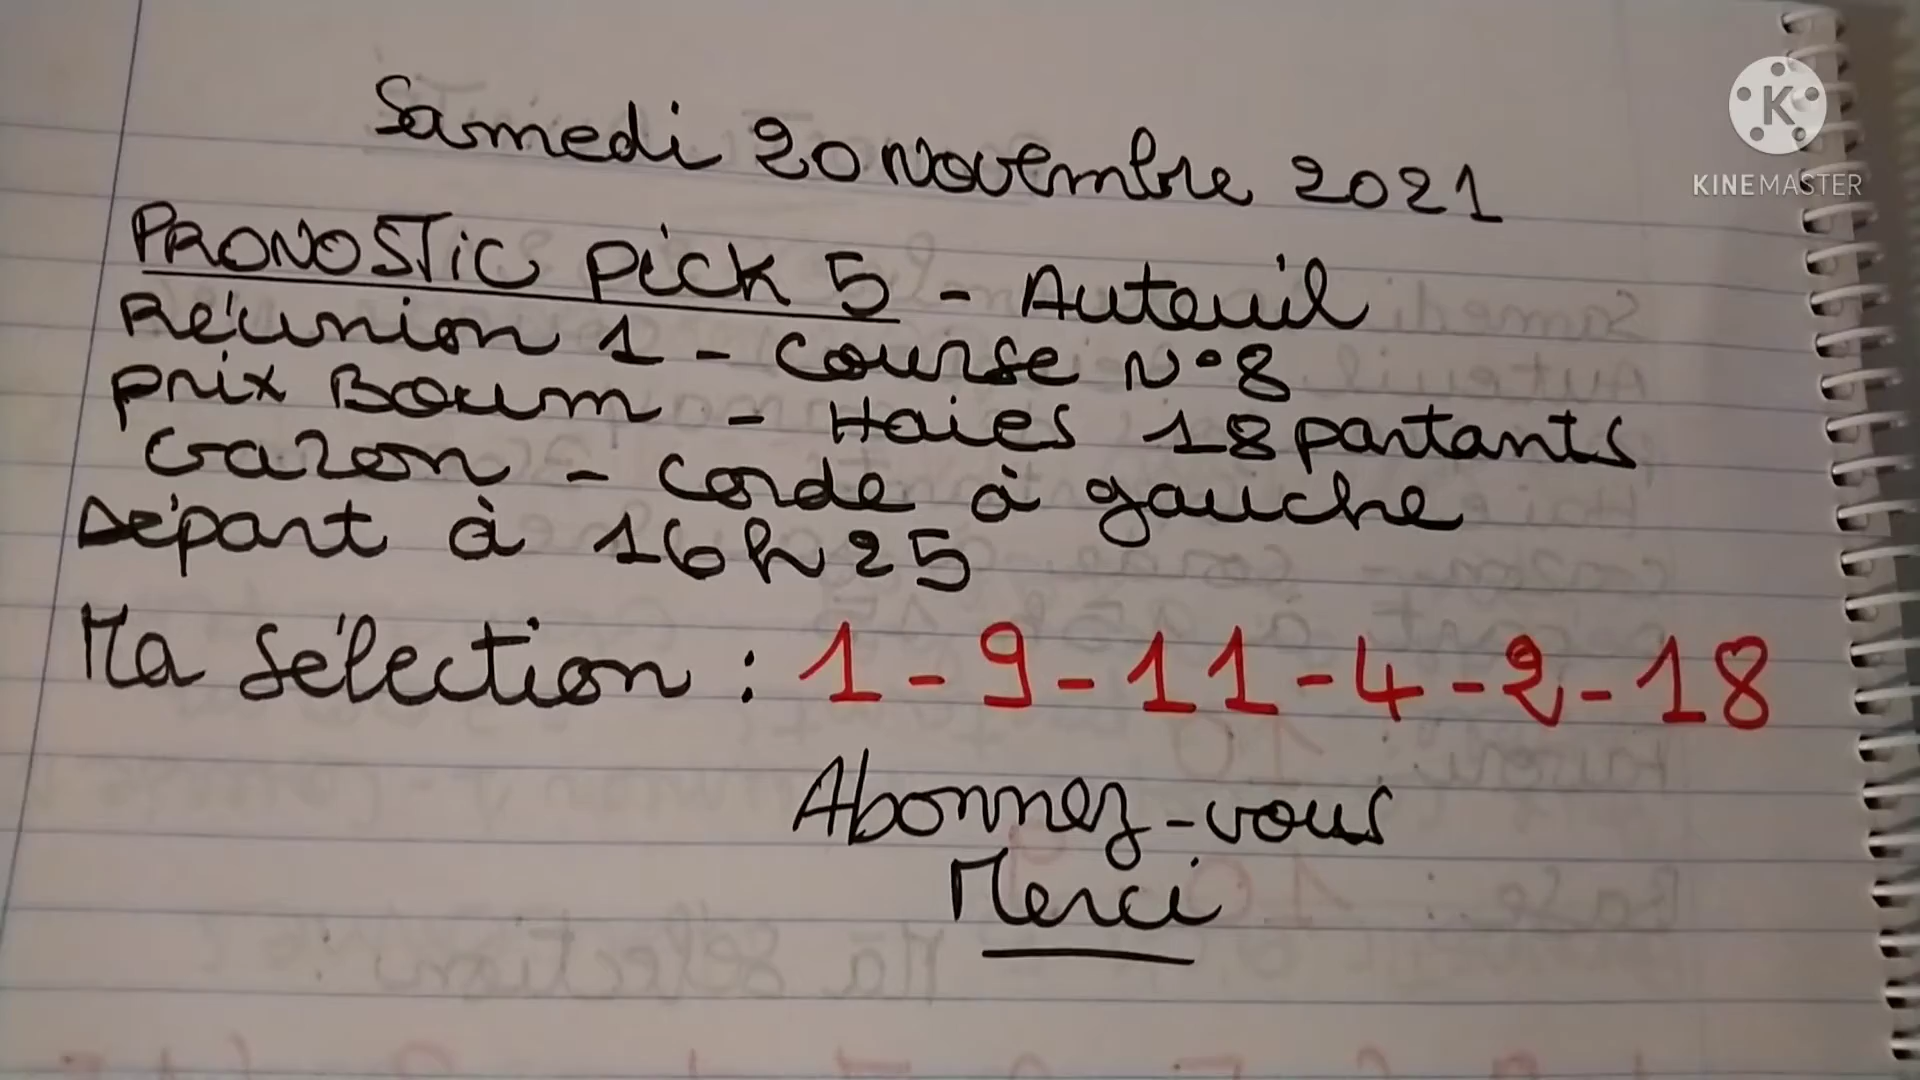 Samedi 20 Novembre 2021
PRONOSTIC PICK 5 - Auteuil
Réunion 1 - Course N°8
prix Boum - Haies 18 partants
Gazon - Corde à gauche
Départ à 16h25
Ma Sélection : 1-9-11-4-2-18
Abonnez-vous
Merci
K
KINEMASTER